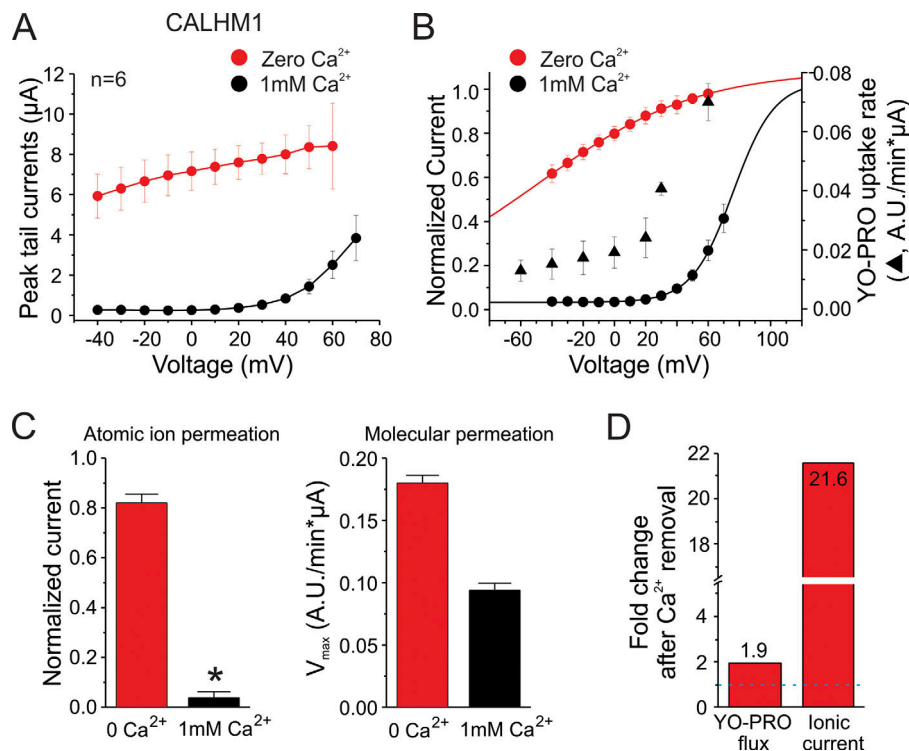 A
CALHM1
Zero Ca²⁺
1mM Ca²⁺
n=6
Peak tail currents (µA)
12
10
8
6
4
2
0
-40 -20 0 20 40 60 80
Voltage (mV)
B
Zero Ca²⁺
1mM Ca²⁺
Normalized Current
1.0
0.8
0.6
0.4
0.2
0.0
-60 -20 0 20 60 100
Voltage (mV)
0.08
0.06
0.04
0.02
0.00
YO-PRO uptake rate
(▲, A.U./min*µA)
C
Atomic ion permeation
Normalized current
1.0
0.8
0.6
0.4
0.2
0.0
*
0 Ca²⁺ 1mM Ca²⁺
Molecular permeation
Vmax (A.U./min*µA)
0.20
0.15
0.10
0.05
0.00
0 Ca²⁺ 1mM Ca²⁺
D
Fold change
after Ca²⁺ removal
22
21
20
19
18
4
2
0
1.9
21.6
YO-PRO
flux
Ionic
current